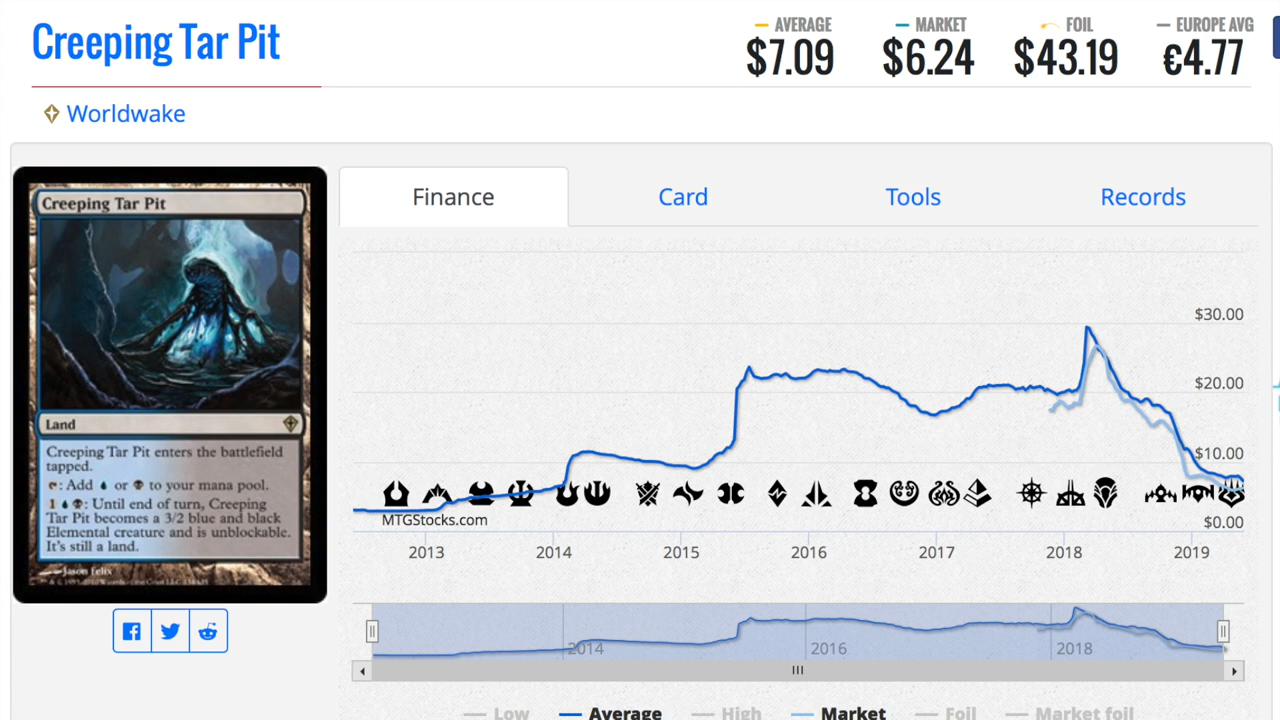 Creeping Tar Pit
AVERAGE
$7.09
MARKET
$6.24
FOIL
$43.19
EUROPE AVG
€4.77
Worldwake
Creeping Tar Pit
Land
Creeping Tar Pit enters the battlefield
tapped.
: Add or to your mana pool.
1 : Until end of turn, Creeping
Tar Pit becomes a 3/2 blue and black
Elemental creature and is unblockable.
It's still a land.
Jason Felix
Finance
Card
Tools
Records
$30.00
$20.00
$10.00
$0.00
MTGStocks.com
2013 2014 2015 2016 2017 2018 2019
2014 2016 2018
Low Average High Market Foil Market foil